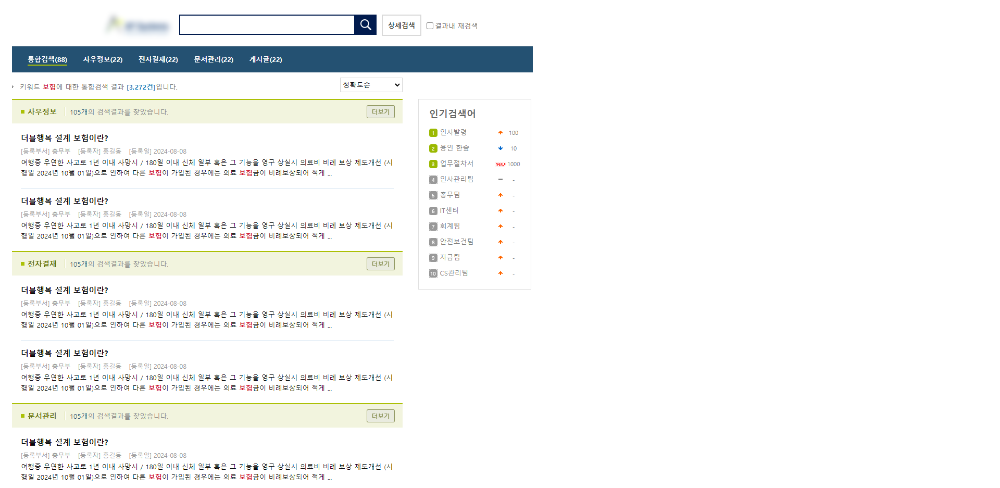 상세검색 결과내 재검색
통합검색(88) 사우정보(22) 전자결재(22) 문서관리(22) 게시글(22)
키워드 보험에 대한 통합검색 결과 [3,272건]입니다. 정확도순
사우정보 105개의 검색결과를 찾았습니다. 더보기
더블행복 설계 보험이란?
[등록부서] 총무부 [등록자] 홍길동 [등록일] 2024-08-08
여행중 우연한 사고로 1년 이내 사망시 / 180일 이내 신체 일부 혹은 그 기능을 영구 상실시 의료비 비례 보상 제도개선 (시
행일 2024년 10월 01일)으로 인하여 다른 보험이 가입된 경우에는 의료 보험금이 비례보상되어 적게 ...
더블행복 설계 보험이란?
[등록부서] 총무부 [등록자] 홍길동 [등록일] 2024-08-08
여행중 우연한 사고로 1년 이내 사망시 / 180일 이내 신체 일부 혹은 그 기능을 영구 상실시 의료비 비례 보상 제도개선 (시
행일 2024년 10월 01일)으로 인하여 다른 보험이 가입된 경우에는 의료 보험금이 비례보상되어 적게 ...
전자결재 105개의 검색결과를 찾았습니다. 더보기
더블행복 설계 보험이란?
[등록부서] 총무부 [등록자] 홍길동 [등록일] 2024-08-08
여행중 우연한 사고로 1년 이내 사망시 / 180일 이내 신체 일부 혹은 그 기능을 영구 상실시 의료비 비례 보상 제도개선 (시
행일 2024년 10월 01일)으로 인하여 다른 보험이 가입된 경우에는 의료 보험금이 비례보상되어 적게 ...
더블행복 설계 보험이란?
[등록부서] 총무부 [등록자] 홍길동 [등록일] 2024-08-08
여행중 우연한 사고로 1년 이내 사망시 / 180일 이내 신체 일부 혹은 그 기능을 영구 상실시 의료비 비례 보상 제도개선 (시
행일 2024년 10월 01일)으로 인하여 다른 보험이 가입된 경우에는 의료 보험금이 비례보상되어 적게 ...
문서관리 105개의 검색결과를 찾았습니다. 더보기
더블행복 설계 보험이란?
[등록부서] 총무부 [등록자] 홍길동 [등록일] 2024-08-08
여행중 우연한 사고로 1년 이내 사망시 / 180일 이내 신체 일부 혹은 그 기능을 영구 상실시 의료비 비례 보상 제도개선 (시
행일 2024년 10월 01일)으로 인하여 다른 보험이 가입된 경우에는 의료 보험금이 비례보상되어 적게 ...
인기검색어
1 인사발령 100
2 용인 한숲 10
3 업무절차서 new 1000
4 인사관리팀 -
5 총무팀 -
6 IT센터 -
7 회계팀 -
8 안전보건팀 -
9 자금팀 -
10 CS관리팀 -